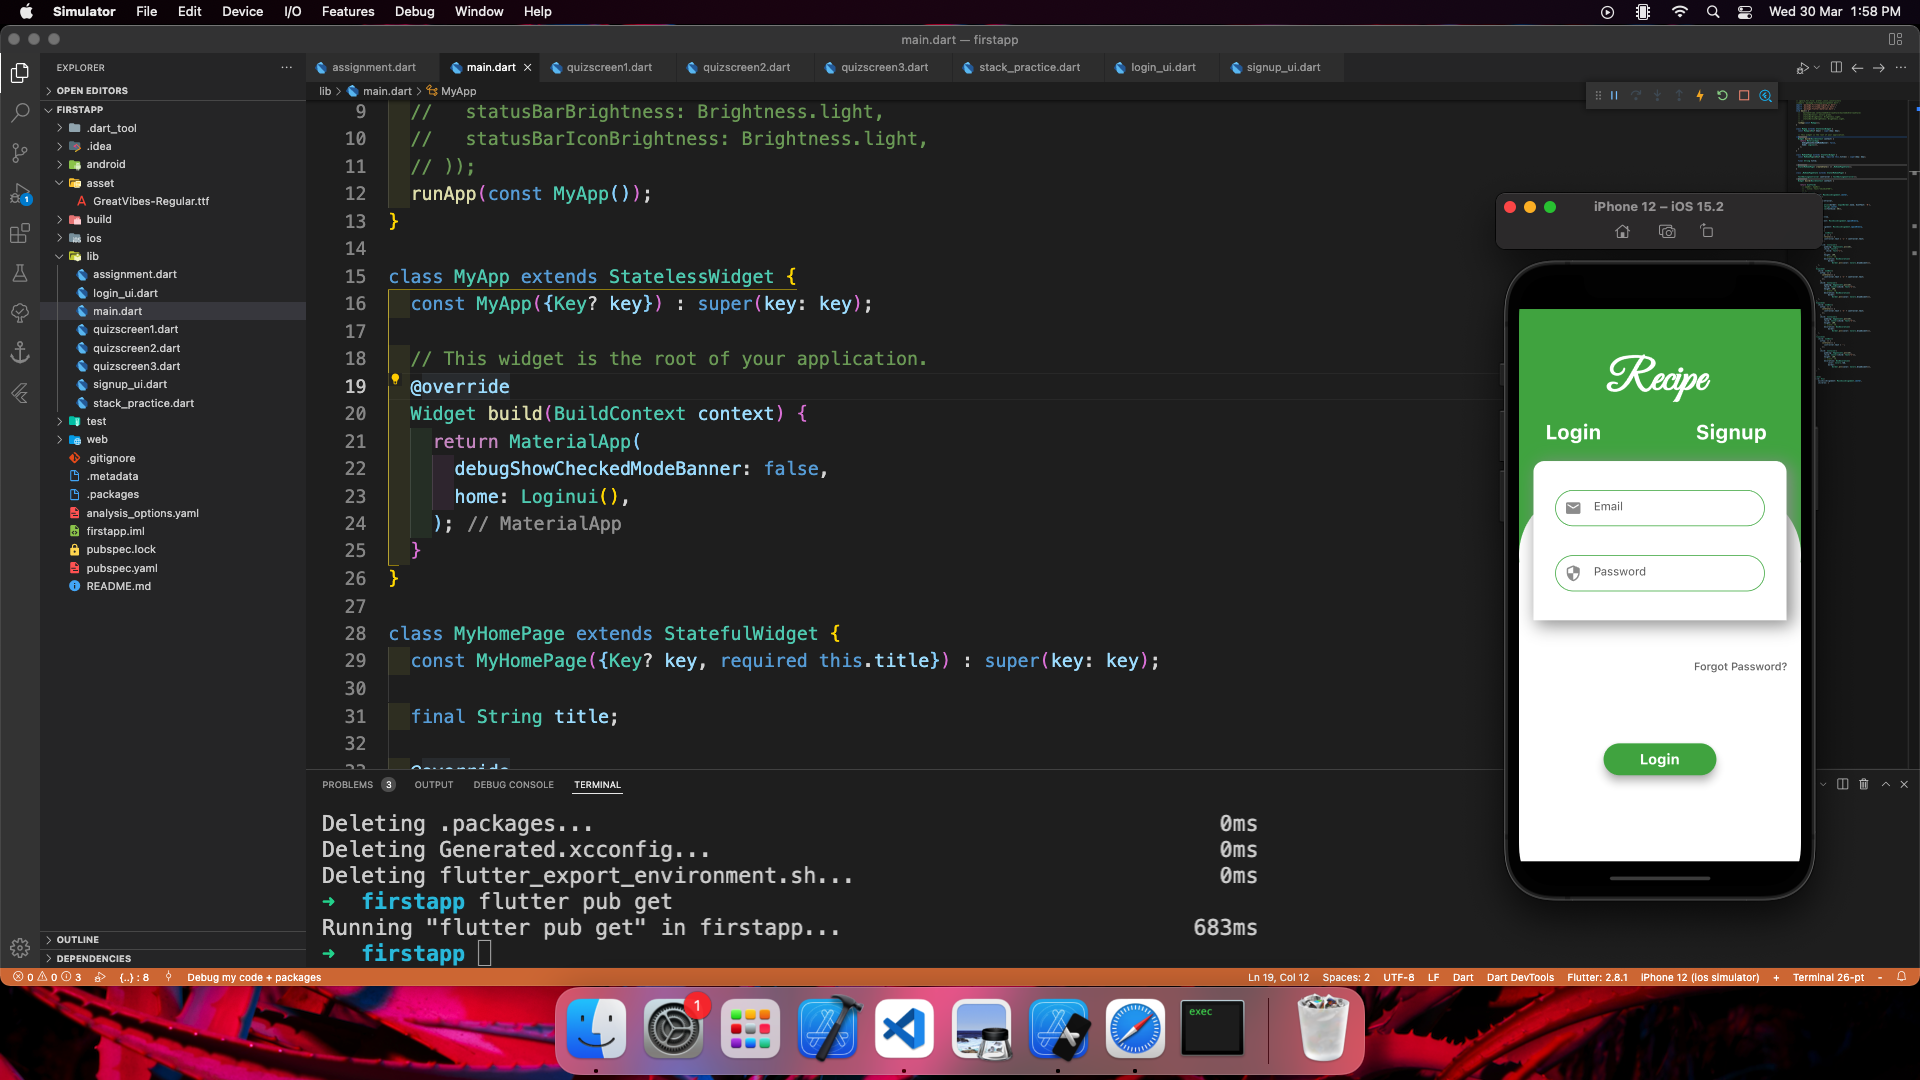 Simulator File Edit Device I/O Features Debug Window Help
Wed 30 Mar 1:58 PM
main.dart — firstapp
EXPLORER
OPEN EDITORS
FIRSTAPP
.dart_tool
.idea
android
asset
GreatVibes-Regular.ttf
build
ios
lib
assignment.dart
login_ui.dart
main.dart
quizscreen1.dart
quizscreen2.dart
quizscreen3.dart
signup_ui.dart
stack_practice.dart
test
web
.gitignore
.metadata
.packages
analysis_options.yaml
firstapp.iml
pubspec.lock
pubspec.yaml
README.md
OUTLINE
DEPENDENCIES
1
assignment.dart main.dart quizscreen1.dart quizscreen2.dart quizscreen3.dart stack_practice.dart login_ui.dart signup_ui.dart
lib > main.dart > MyApp
9 // statusBarBrightness: Brightness.light,
10 // statusBarIconBrightness: Brightness.light,
11 // ));
12 runApp(const MyApp());
13 }
14
15 class MyApp extends StatelessWidget {
16 const MyApp({Key? key}) : super(key: key);
17
18 // This widget is the root of your application.
19 @override
20 Widget build(BuildContext context) {
21 return MaterialApp(
22 debugShowCheckedModeBanner: false,
23 home: Loginui(),
24 ); // MaterialApp
25 }
26 }
27
28 class MyHomePage extends StatefulWidget {
29 const MyHomePage({Key? key, required this.title}) : super(key: key);
30
31 final String title;
32
33 @override
PROBLEMS 3 OUTPUT DEBUG CONSOLE TERMINAL
Deleting .packages... 0ms
Deleting Generated.xcconfig... 0ms
Deleting flutter_export_environment.sh... 0ms
➜ firstapp flutter pub get
Running "flutter pub get" in firstapp... 683ms
➜ firstapp
iPhone 12 – iOS 15.2
Recipe
Login Signup
Email
Password
Forgot Password?
Login
0 0 3 {..} : 8 Debug my code + packages
Ln 19, Col 12 Spaces: 2 UTF-8 LF Dart Dart DevTools Flutter: 2.8.1 iPhone 12 (ios simulator) + Terminal 26-pt -
1
exec